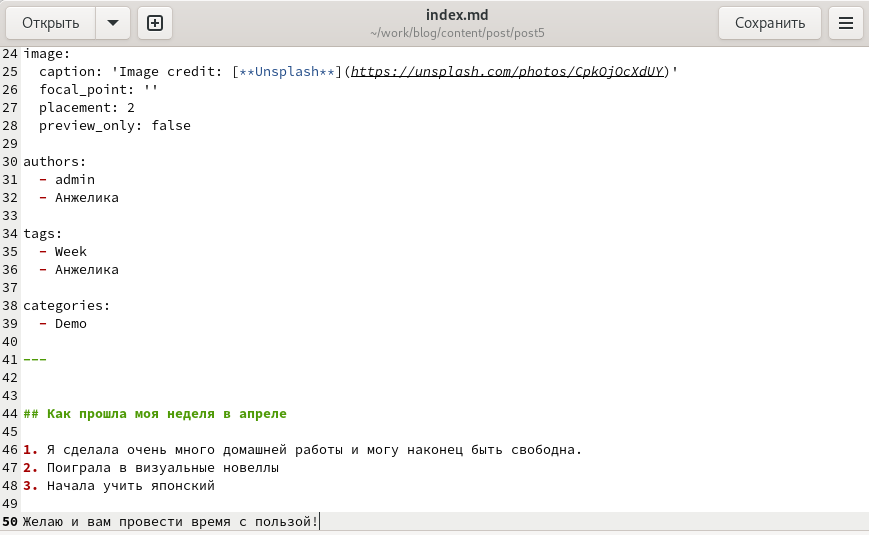 Открыть
index.md
~/work/blog/content/post/post5
Сохранить
24 image:
25   caption: 'Image credit: [**Unsplash**](https://unsplash.com/photos/CpkOjOcXdUY)'
26   focal_point: ''
27   placement: 2
28   preview_only: false
29
30 authors:
31   - admin
32   - Анжелика
33
34 tags:
35   - Week
36   - Анжелика
37
38 categories:
39   - Demo
40
41 ---
42
43
44 ## Как прошла моя неделя в апреле
45
46 1. Я сделала очень много домашней работы и могу наконец быть свободна.
47 2. Поиграла в визуальные новеллы
48 3. Начала учить японский
49
50 Желаю и вам провести время с пользой!